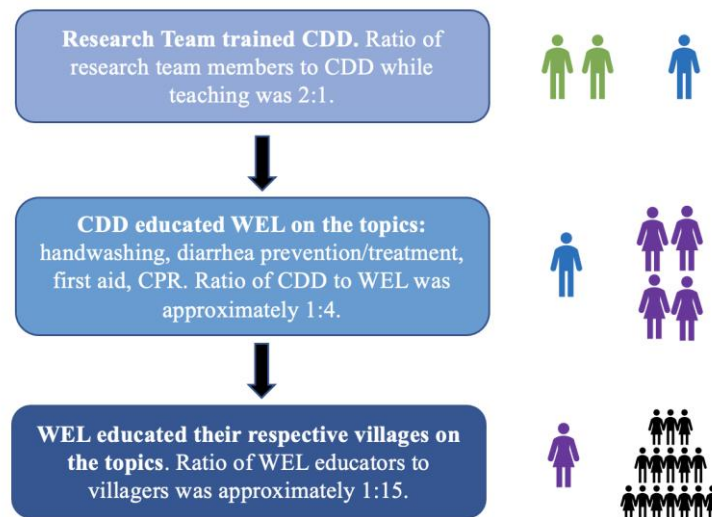 Research Team trained CDD. Ratio of
research team members to CDD while
teaching was 2:1.
CDD educated WEL on the topics:
handwashing, diarrhea prevention/treatment,
first aid, CPR. Ratio of CDD to WEL was
approximately 1:4.
WEL educated their respective villages on
the topics. Ratio of WEL educators to
villagers was approximately 1:15.